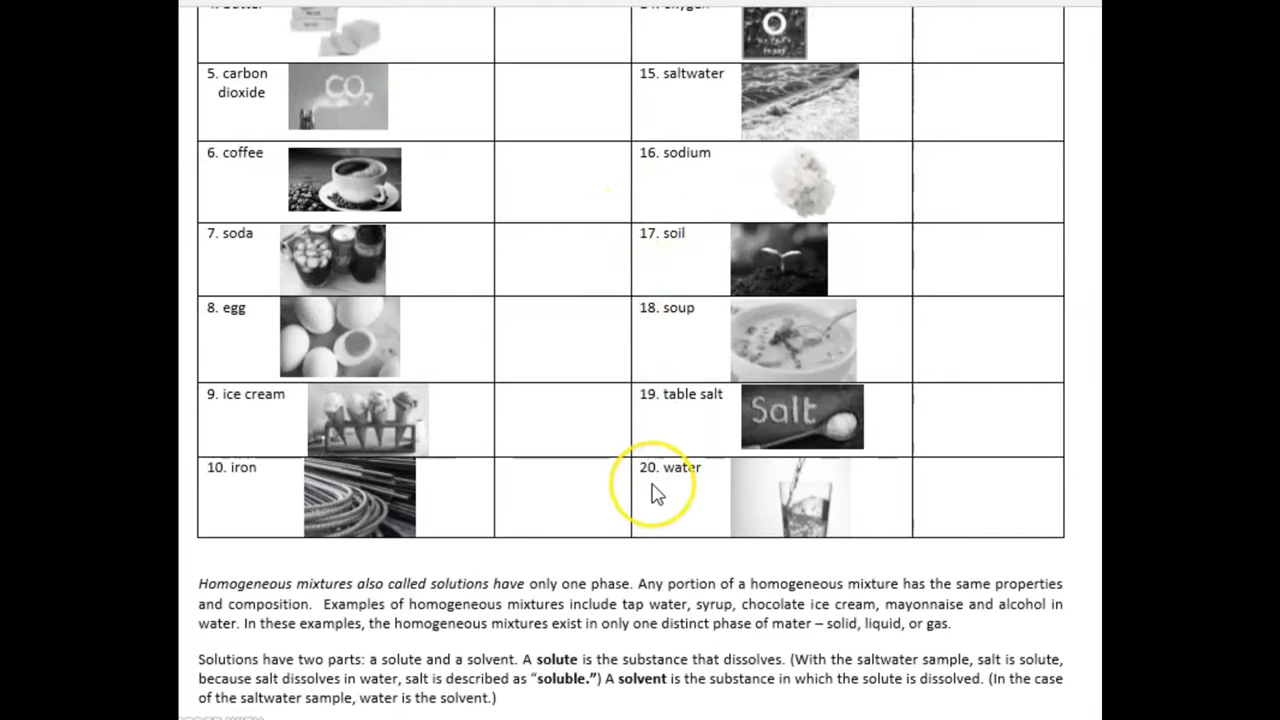 5. carbon
dioxide
CO2
15. saltwater
6. coffee
16. sodium
7. soda
17. soil
8. egg
18. soup
9. ice cream
19. table salt
Salt
10. iron
20. water
Homogeneous mixtures also called solutions have only one phase. Any portion of a homogeneous mixture has the same properties
and composition. Examples of homogeneous mixtures include tap water, syrup, chocolate ice cream, mayonnaise and alcohol in
water. In these examples, the homogeneous mixtures exist in only one distinct phase of mater – solid, liquid, or gas.
Solutions have two parts: a solute and a solvent. A solute is the substance that dissolves. (With the saltwater sample, salt is solute,
because salt dissolves in water, salt is described as “soluble.”) A solvent is the substance in which the solute is dissolved. (In the case
of the saltwater sample, water is the solvent.)